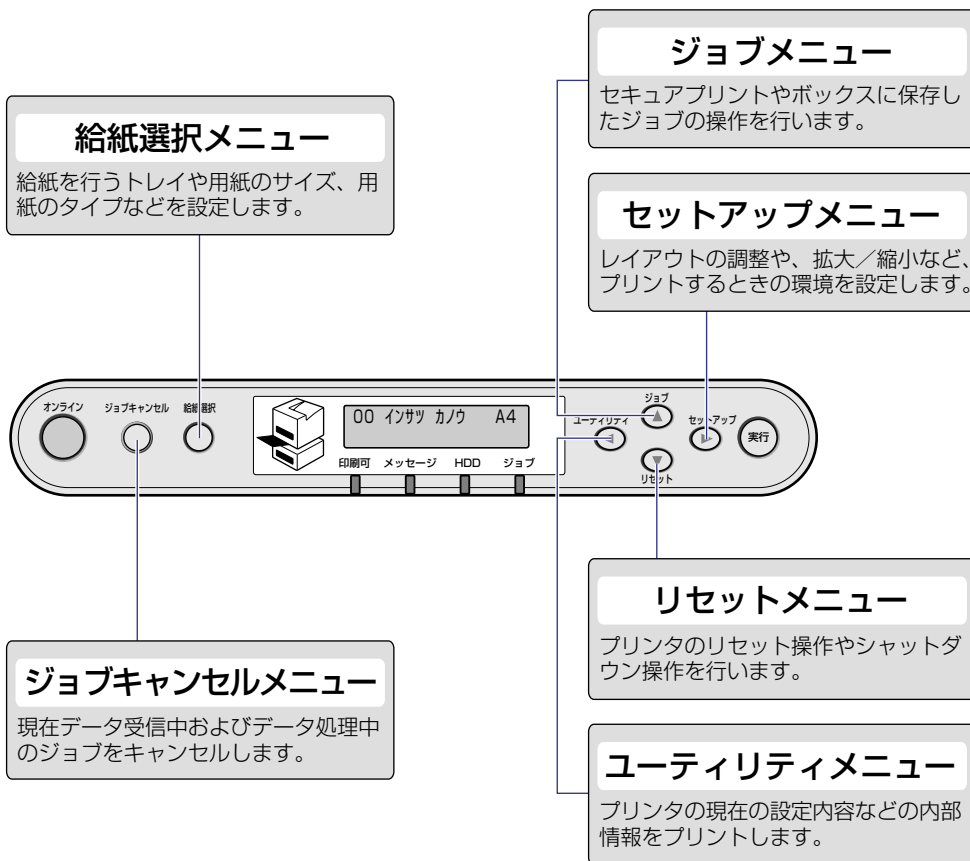 ジョブメニュー
セキュアプリントやボックスに保存し
たジョブの操作を行います。
給紙選択メニュー
給紙を行うトレイや用紙のサイズ、用
紙のタイプなどを設定します。
セットアップメニュー
レイアウトの調整や、拡大／縮小など、
プリントするときの環境を設定します。
オンライン ジョブキャンセル 給紙選択
00 インサツ カノウ A4
印刷可 メッセージ HDD ジョブ
ジョブ
ユーティリティ セットアップ
実行
リセット
リセットメニュー
プリンタのリセット操作やシャットダ
ウン操作を行います。
ジョブキャンセルメニュー
現在データ受信中およびデータ処理中
のジョブをキャンセルします。
ユーティリティメニュー
プリンタの現在の設定内容などの内部
情報をプリントします。